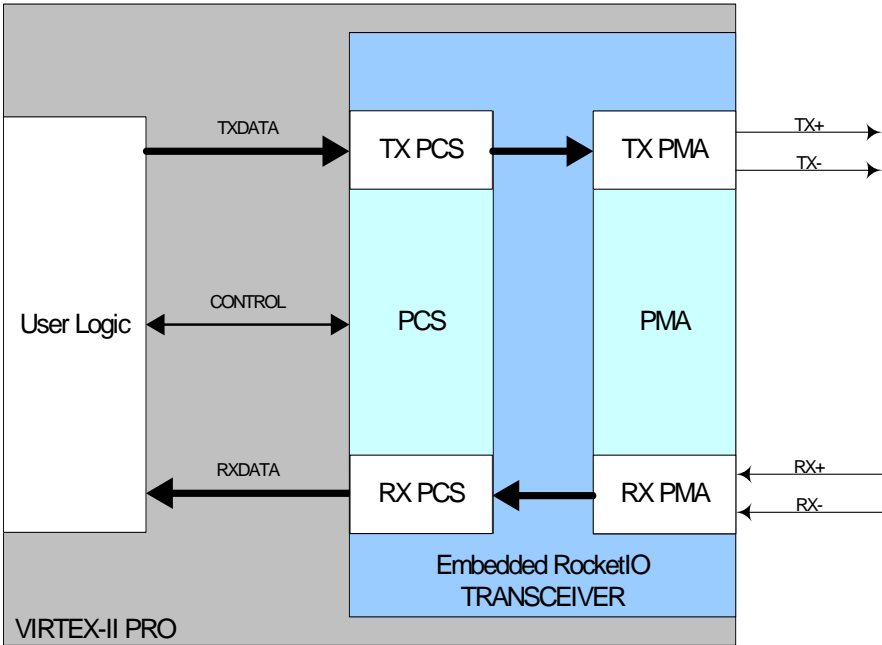 TXDATA
TX PCS
TX PMA
TX+
TX-
User Logic
CONTROL
PCS
PMA
RXDATA
RX PCS
RX PMA
RX+
RX-
Embedded RocketIO
TRANSCEIVER
VIRTEX-II PRO